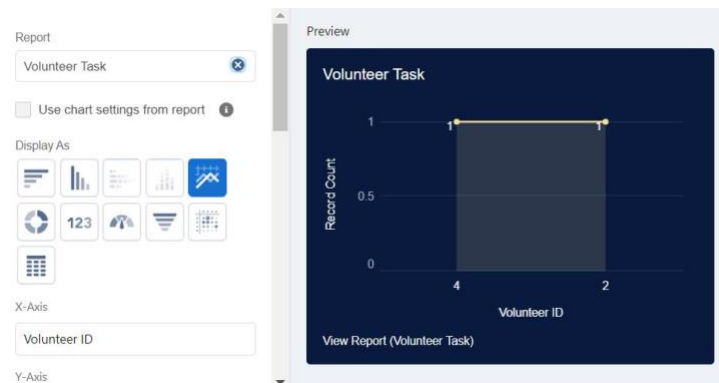 Report
Volunteer Task
Use chart settings from report
Display As
123
X-Axis
Volunteer ID
Y-Axis
Preview
Volunteer Task
1
1
1
0.5
0
Record Count
4
2
Volunteer ID
View Report (Volunteer Task)